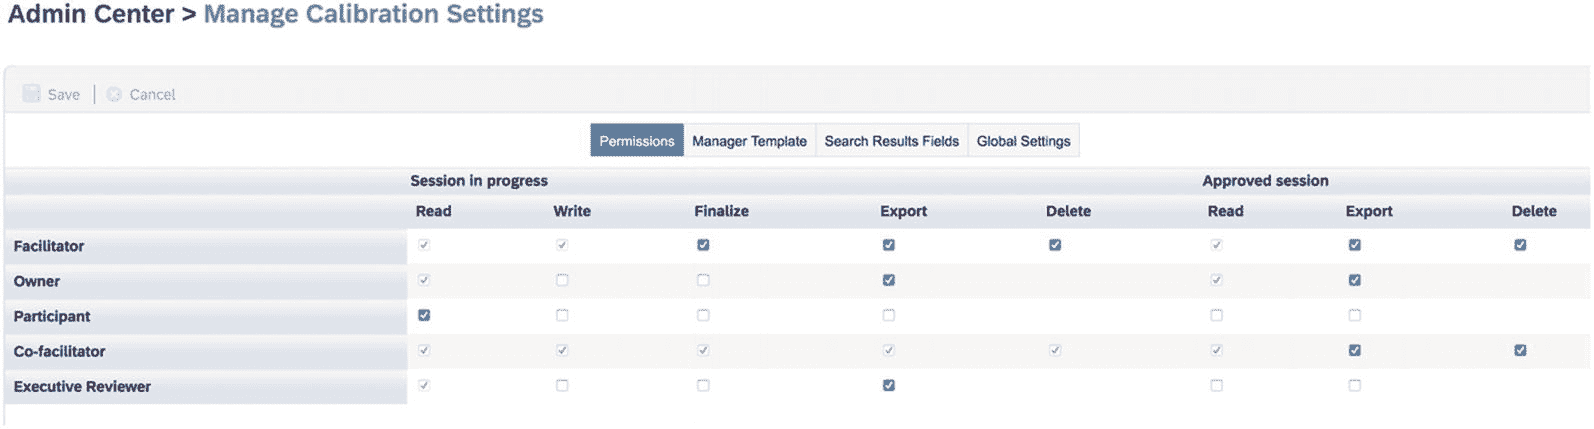 Admin Center > Manage Calibration Settings
Save | Cancel
Permissions Manager Template Search Results Fields Global Settings
Session in progress Approved session
Read Write Finalize Export Delete Read Export Delete
Facilitator
Owner
Participant
Co-facilitator
Executive Reviewer